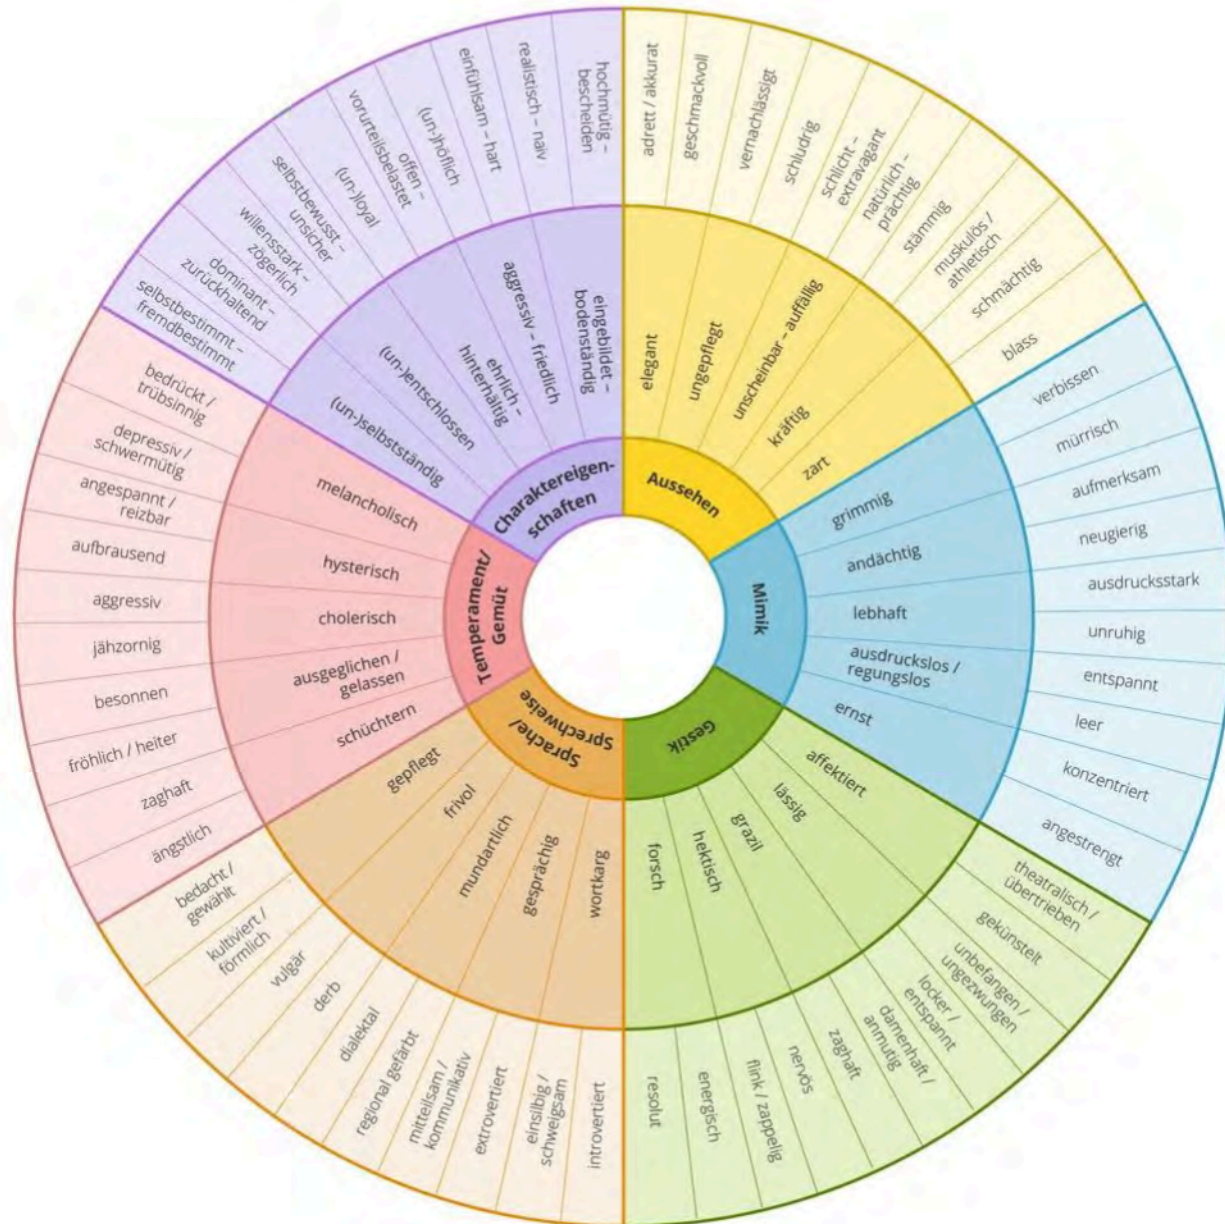 Aussehen
elegant
ungepflegt
unscheinbar – auffällig
kräftig
zart
adrett / akkurat
geschmackvoll
vernachlässigt
schludrig
schlicht –
extravagant
natürlich –
prächtig
stämmig
muskulös /
athletisch
schmächtig
blass
Mimik
grimmig
andächtig
lebhaft
ausdruckslos /
regungslos
ernst
verbissen
mürrisch
aufmerksam
neugierig
ausdrucksstark
unruhig
entspannt
leer
konzentriert
angestrengt
Gestik
affektiert
lässig
grazil
hektisch
forsch
theatralisch /
übertrieben
gekünstelt
unbefangen /
ungezwungen
locker /
entspannt
damenhaft /
anmutig
zaghaft
nervös
flink / zappelig
energisch
resolut
Sprache/
Sprechweise
wortkarg
gesprächig
mundartlich
frivol
gepflegt
introvertiert
einsilbig /
schweigsam
extrovertiert
mitteilsam /
kommunikativ
regional gefärbt
dialektal
derb
vulgär
kultiviert /
förmlich
bedacht /
gewählt
Temperament/
Gemüt
schüchtern
ausgeglichen /
gelassen
cholerisch
hysterisch
melancholisch
ängstlich
zaghaft
fröhlich / heiter
besonnen
jähzornig
aggressiv
aufbrausend
angespannt /
reizbar
depressiv /
schwermütig
bedrückt /
trübsinnig
Charaktereigen-
schaften
(un-)selbstständig
(un-)entschlossen
ehrlich –
hinterhältig
aggressiv – friedlich
eingebildet –
bodenständig
selbstbestimmt –
fremdbestimmt
dominant –
zurückhaltend
willensstark –
zögerlich
selbstbewusst –
unsicher
(un-)loyal
offen –
vorurteilsbelastet
(un-)höflich
einfühlsam – hart
realistisch – naiv
hochmütig –
bescheiden